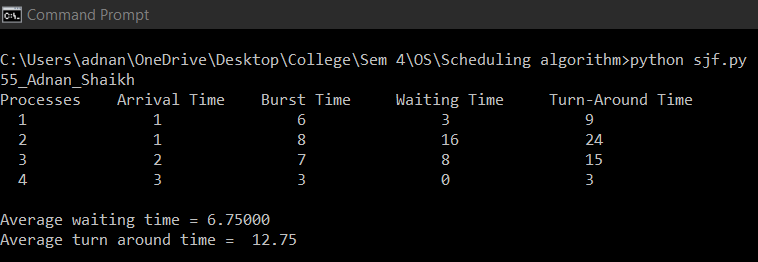 Command Prompt
C:\Users\adnan\OneDrive\Desktop\College\Sem 4\OS\Scheduling algorithm>python sjf.py
55_Adnan_Shaikh
Processes    Arrival Time    Burst Time     Waiting Time     Turn-Around Time
1    1    6    3    9
2    1    8    16    24
3    2    7    8    15
4    3    3    0    3
Average waiting time = 6.75000
Average turn around time =  12.75